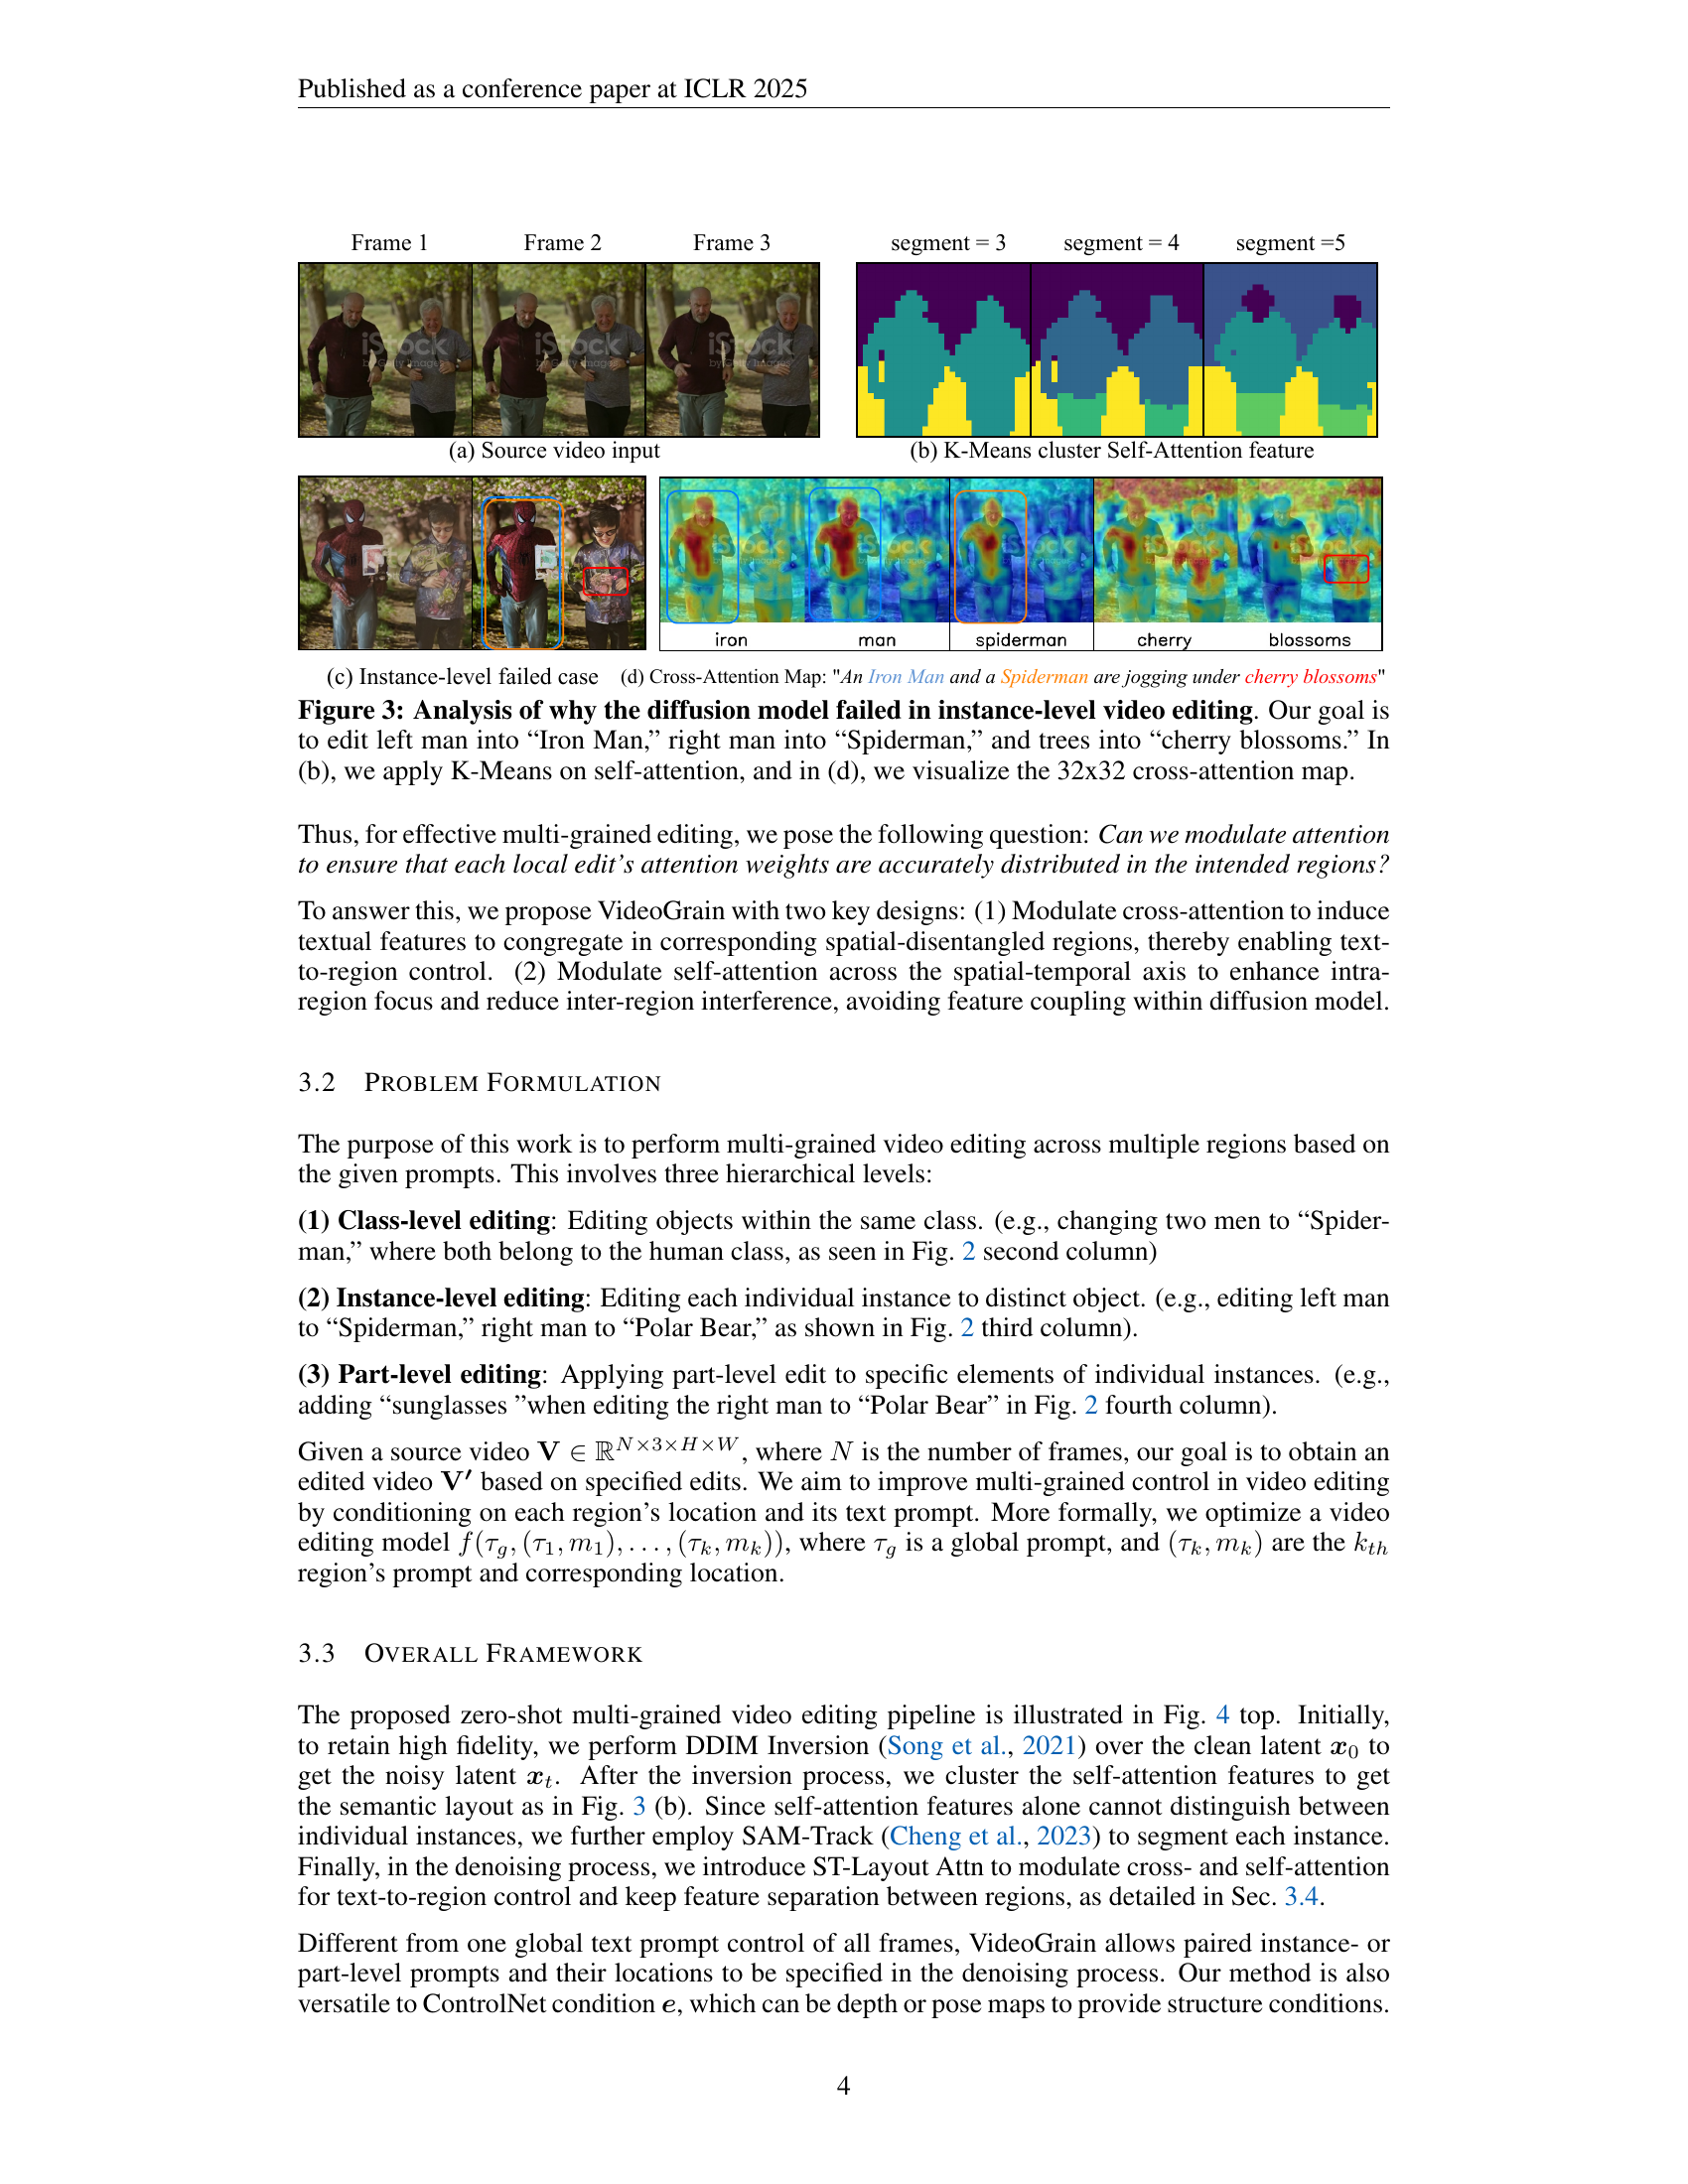 Published as a conference paper at ICLR 2025
Frame 1 Frame 2 Frame 3 segment = 3 segment = 4 segment =5
iStock iStock iStock
by Getty Images
(a) Source video input (b) K-Means cluster Self-Attention feature
iron man spiderman cherry blossoms
(c) Instance-level failed case (d) Cross-Attention Map: "An Iron Man and a Spiderman are jogging under cherry blossoms"
Figure 3: Analysis of why the diffusion model failed in instance-level video editing. Our goal is
to edit left man into “Iron Man,” right man into “Spiderman,” and trees into “cherry blossoms.” In
(b), we apply K-Means on self-attention, and in (d), we visualize the 32x32 cross-attention map.
Thus, for effective multi-grained editing, we pose the following question: Can we modulate attention
to ensure that each local edit’s attention weights are accurately distributed in the intended regions?
To answer this, we propose VideoGrain with two key designs: (1) Modulate cross-attention to induce
textual features to congregate in corresponding spatial-disentangled regions, thereby enabling text-
to-region control. (2) Modulate self-attention across the spatial-temporal axis to enhance intra-
region focus and reduce inter-region interference, avoiding feature coupling within diffusion model.
3.2 PROBLEM FORMULATION
The purpose of this work is to perform multi-grained video editing across multiple regions based on
the given prompts. This involves three hierarchical levels:
(1) Class-level editing: Editing objects within the same class. (e.g., changing two men to “Spider-
man,” where both belong to the human class, as seen in Fig. 2 second column)
(2) Instance-level editing: Editing each individual instance to distinct object. (e.g., editing left man
to “Spiderman,” right man to “Polar Bear,” as shown in Fig. 2 third column).
(3) Part-level editing: Applying part-level edit to specific elements of individual instances. (e.g.,
adding “sunglasses ”when editing the right man to “Polar Bear” in Fig. 2 fourth column).
Given a source video V ∈ ℝ^{N×3×H×W}, where N is the number of frames, our goal is to obtain an
edited video V′ based on specified edits. We aim to improve multi-grained control in video editing
by conditioning on each region’s location and its text prompt. More formally, we optimize a video
editing model f(τ_g, (τ_1, m_1), . . . , (τ_k, m_k)), where τ_g is a global prompt, and (τ_k, m_k) are the k_{th}
region’s prompt and corresponding location.
3.3 OVERALL FRAMEWORK
The proposed zero-shot multi-grained video editing pipeline is illustrated in Fig. 4 top. Initially,
to retain high fidelity, we perform DDIM Inversion (Song et al., 2021) over the clean latent x_0 to
get the noisy latent x_t. After the inversion process, we cluster the self-attention features to get
the semantic layout as in Fig. 3 (b). Since self-attention features alone cannot distinguish between
individual instances, we further employ SAM-Track (Cheng et al., 2023) to segment each instance.
Finally, in the denoising process, we introduce ST-Layout Attn to modulate cross- and self-attention
for text-to-region control and keep feature separation between regions, as detailed in Sec. 3.4.
Different from one global text prompt control of all frames, VideoGrain allows paired instance- or
part-level prompts and their locations to be specified in the denoising process. Our method is also
versatile to ControlNet condition e, which can be depth or pose maps to provide structure conditions.
4